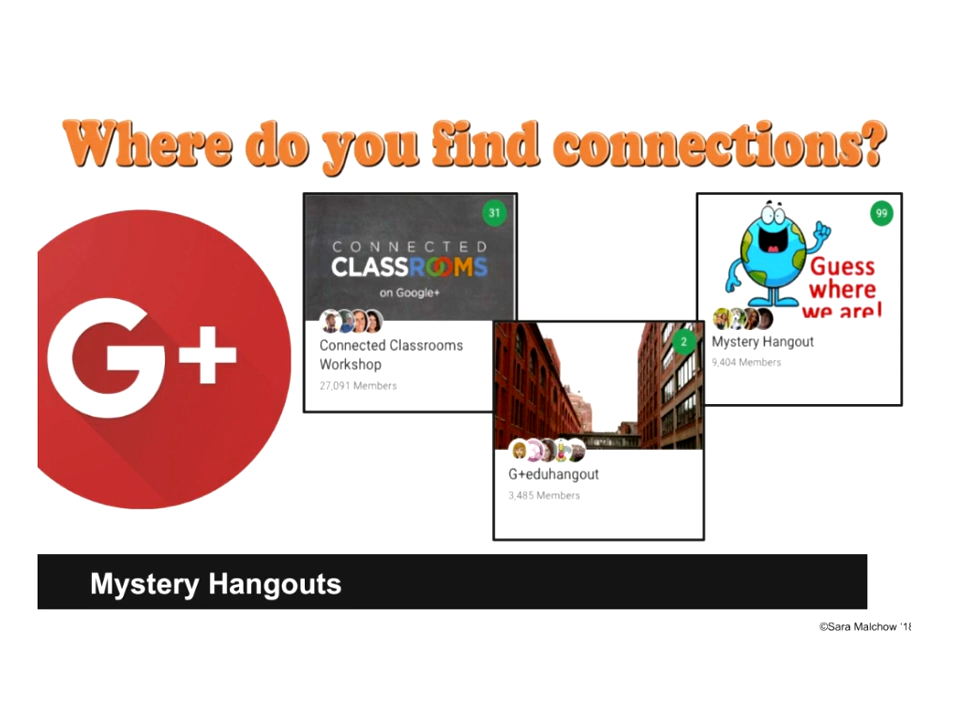 Where do you find connections?
G+
31
CONNECTED
CLASSROOMS
on Google+
Connected Classrooms
Workshop
27,091 Members
2
G+eduhangout
3,485 Members
99
Guess
where
we are!
Mystery Hangout
9,404 Members
Mystery Hangouts
©Sara Malchow '18